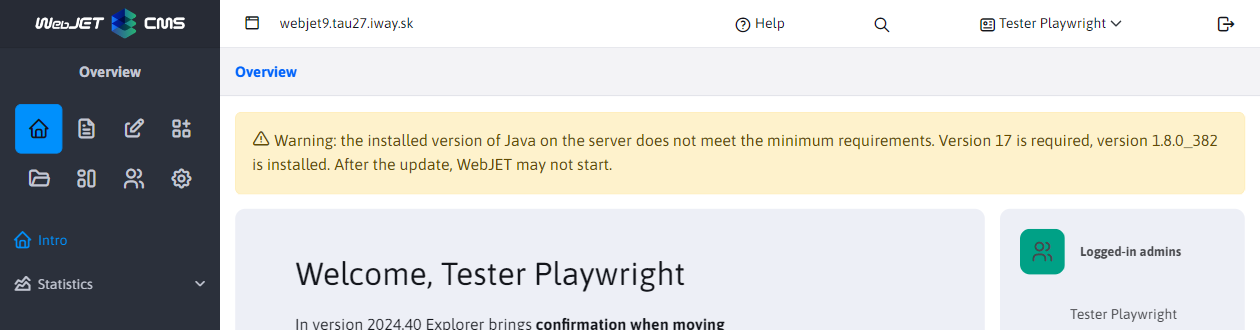 WebJET CMS
webjet9.tau27.iway.sk
Help
Tester Playwright
Overview
Overview
Warning: the installed version of Java on the server does not meet the minimum requirements. Version 17 is required, version 1.8.0_382
is installed. After the update, WebJET may not start.
Intro
Statistics
Welcome, Tester Playwright
In version 2024.40 Explorer brings confirmation when moving
Logged-in admins
Tester Playwright